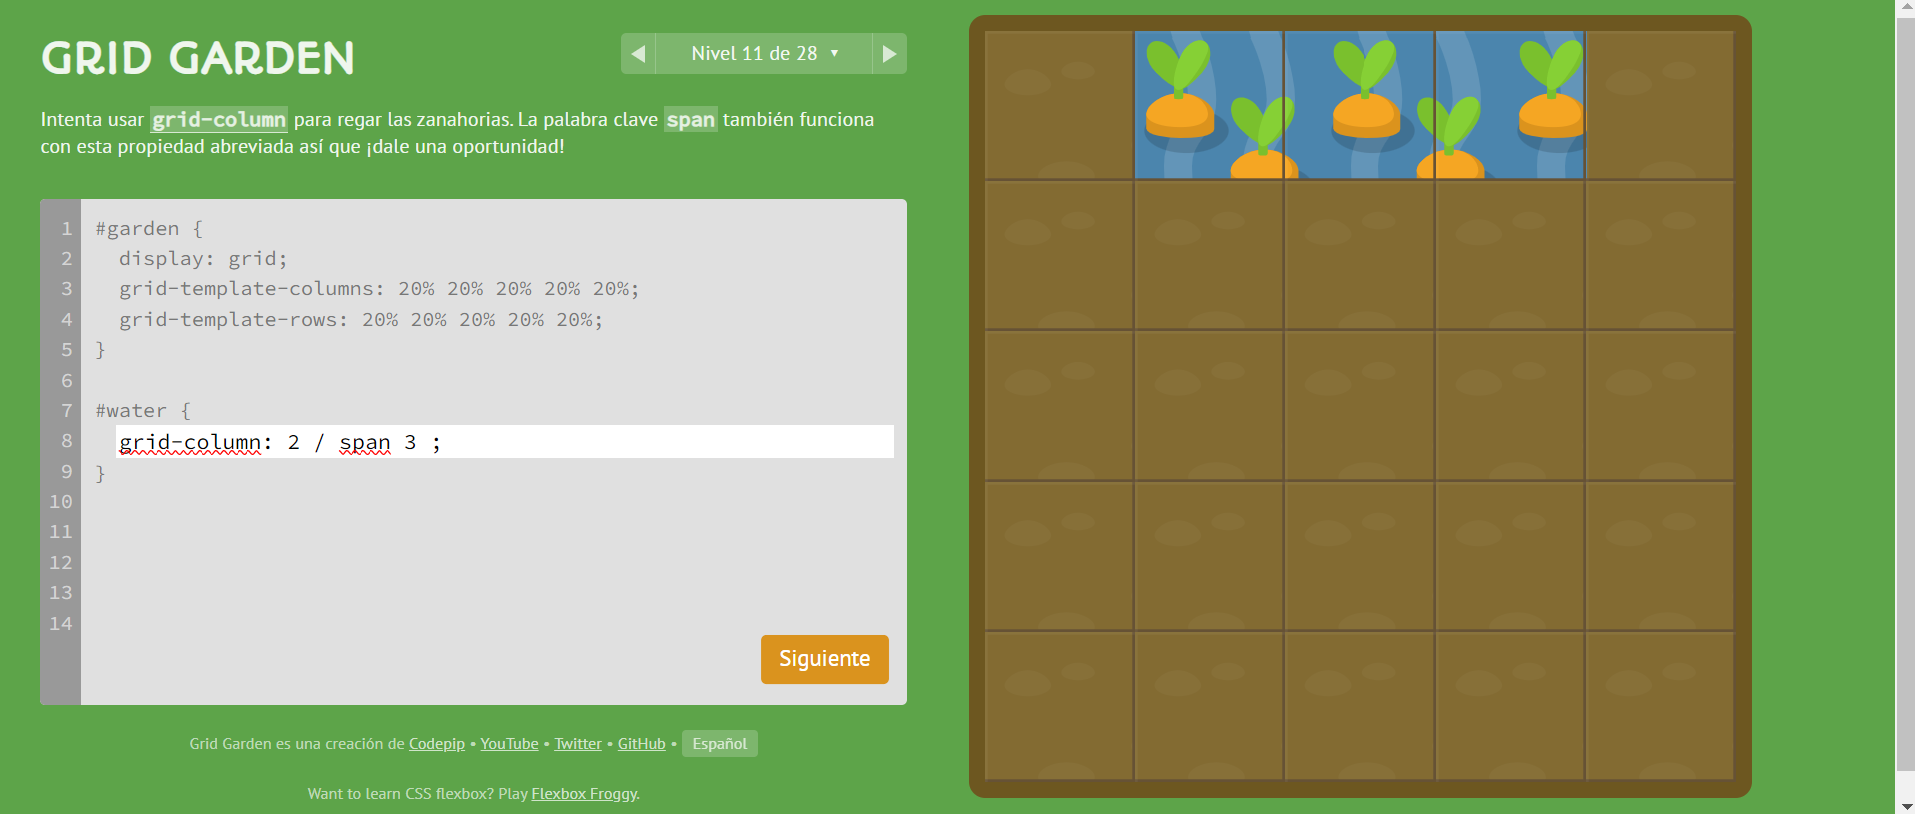 GRID GARDEN
Nivel 11 de 28
Intenta usar grid-column para regar las zanahorias. La palabra clave span también funciona
con esta propiedad abreviada así que ¡dale una oportunidad!
1 #garden {
2 display: grid;
3 grid-template-columns: 20% 20% 20% 20% 20%;
4 grid-template-rows: 20% 20% 20% 20% 20%;
5 }
6
7 #water {
8 grid-column: 2 / span 3 ;
9 }
10
11
12
13
14
Siguiente
Grid Garden es una creación de Codepip • YouTube • Twitter • GitHub • Español
Want to learn CSS flexbox? Play Flexbox Froggy.